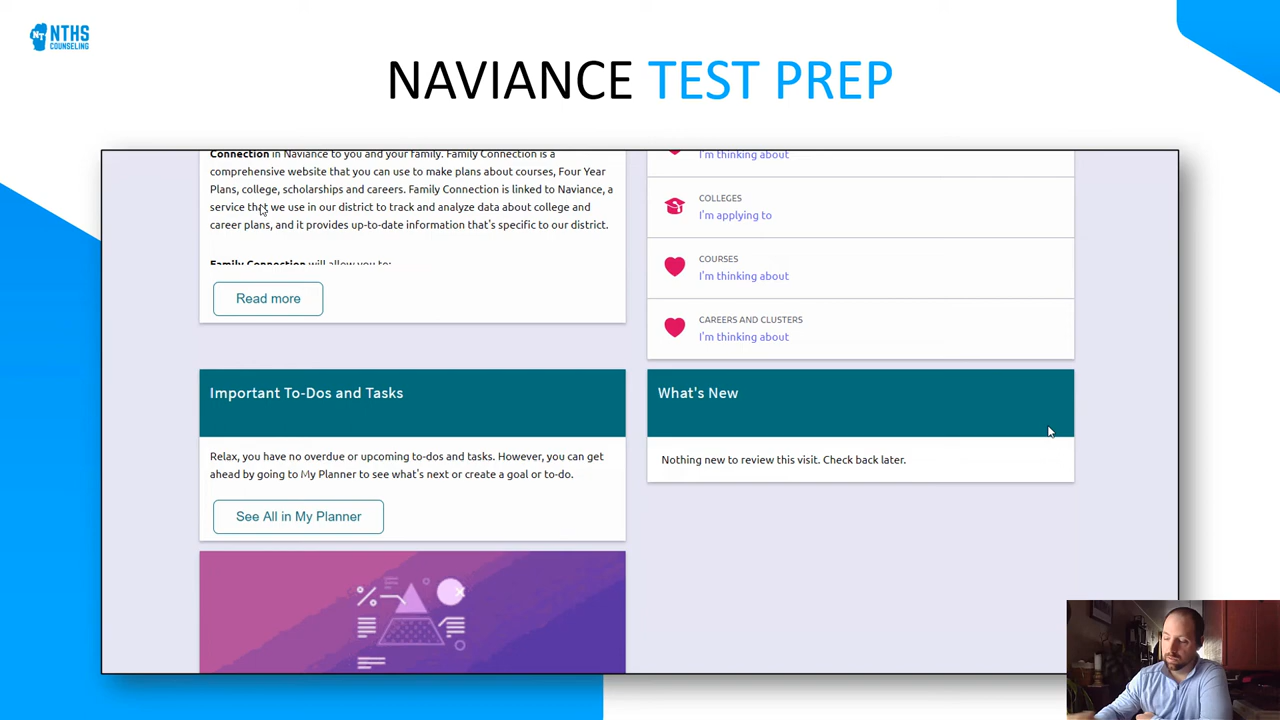 NTHS
COUNSELING
NT
NAVIANCE TEST PREP
Connection in Naviance to you and your family. Family Connection is a
comprehensive website that you can use to make plans about courses, Four Year
Plans, college, scholarships and careers. Family Connection is linked to Naviance, a
service that we use in our district to track and analyze data about college and
career plans, and it provides up-to-date information that's specific to our district.
Family Connection will allow you to:
Read more
I'm thinking about
COLLEGES
I'm applying to
COURSES
I'm thinking about
CAREERS AND CLUSTERS
I'm thinking about
Important To-Dos and Tasks
Relax, you have no overdue or upcoming to-dos and tasks. However, you can get
ahead by going to My Planner to see what's next or create a goal or to-do.
See All in My Planner
What's New
Nothing new to review this visit. Check back later.
%